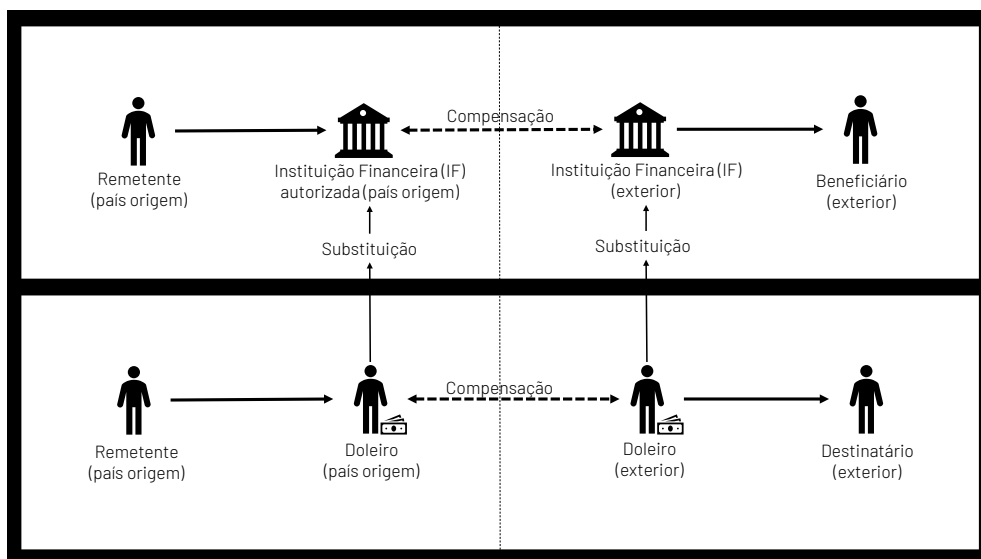 Compensação
Remetente
(país origem)
Instituição Financeira (IF)
autorizada (país origem)
Instituição Financeira (IF)
(exterior)
Beneficiário
(exterior)
Substituição
Substituição
Compensação
Remetente
(país origem)
Doleiro
(país origem)
Doleiro
(exterior)
Destinatário
(exterior)